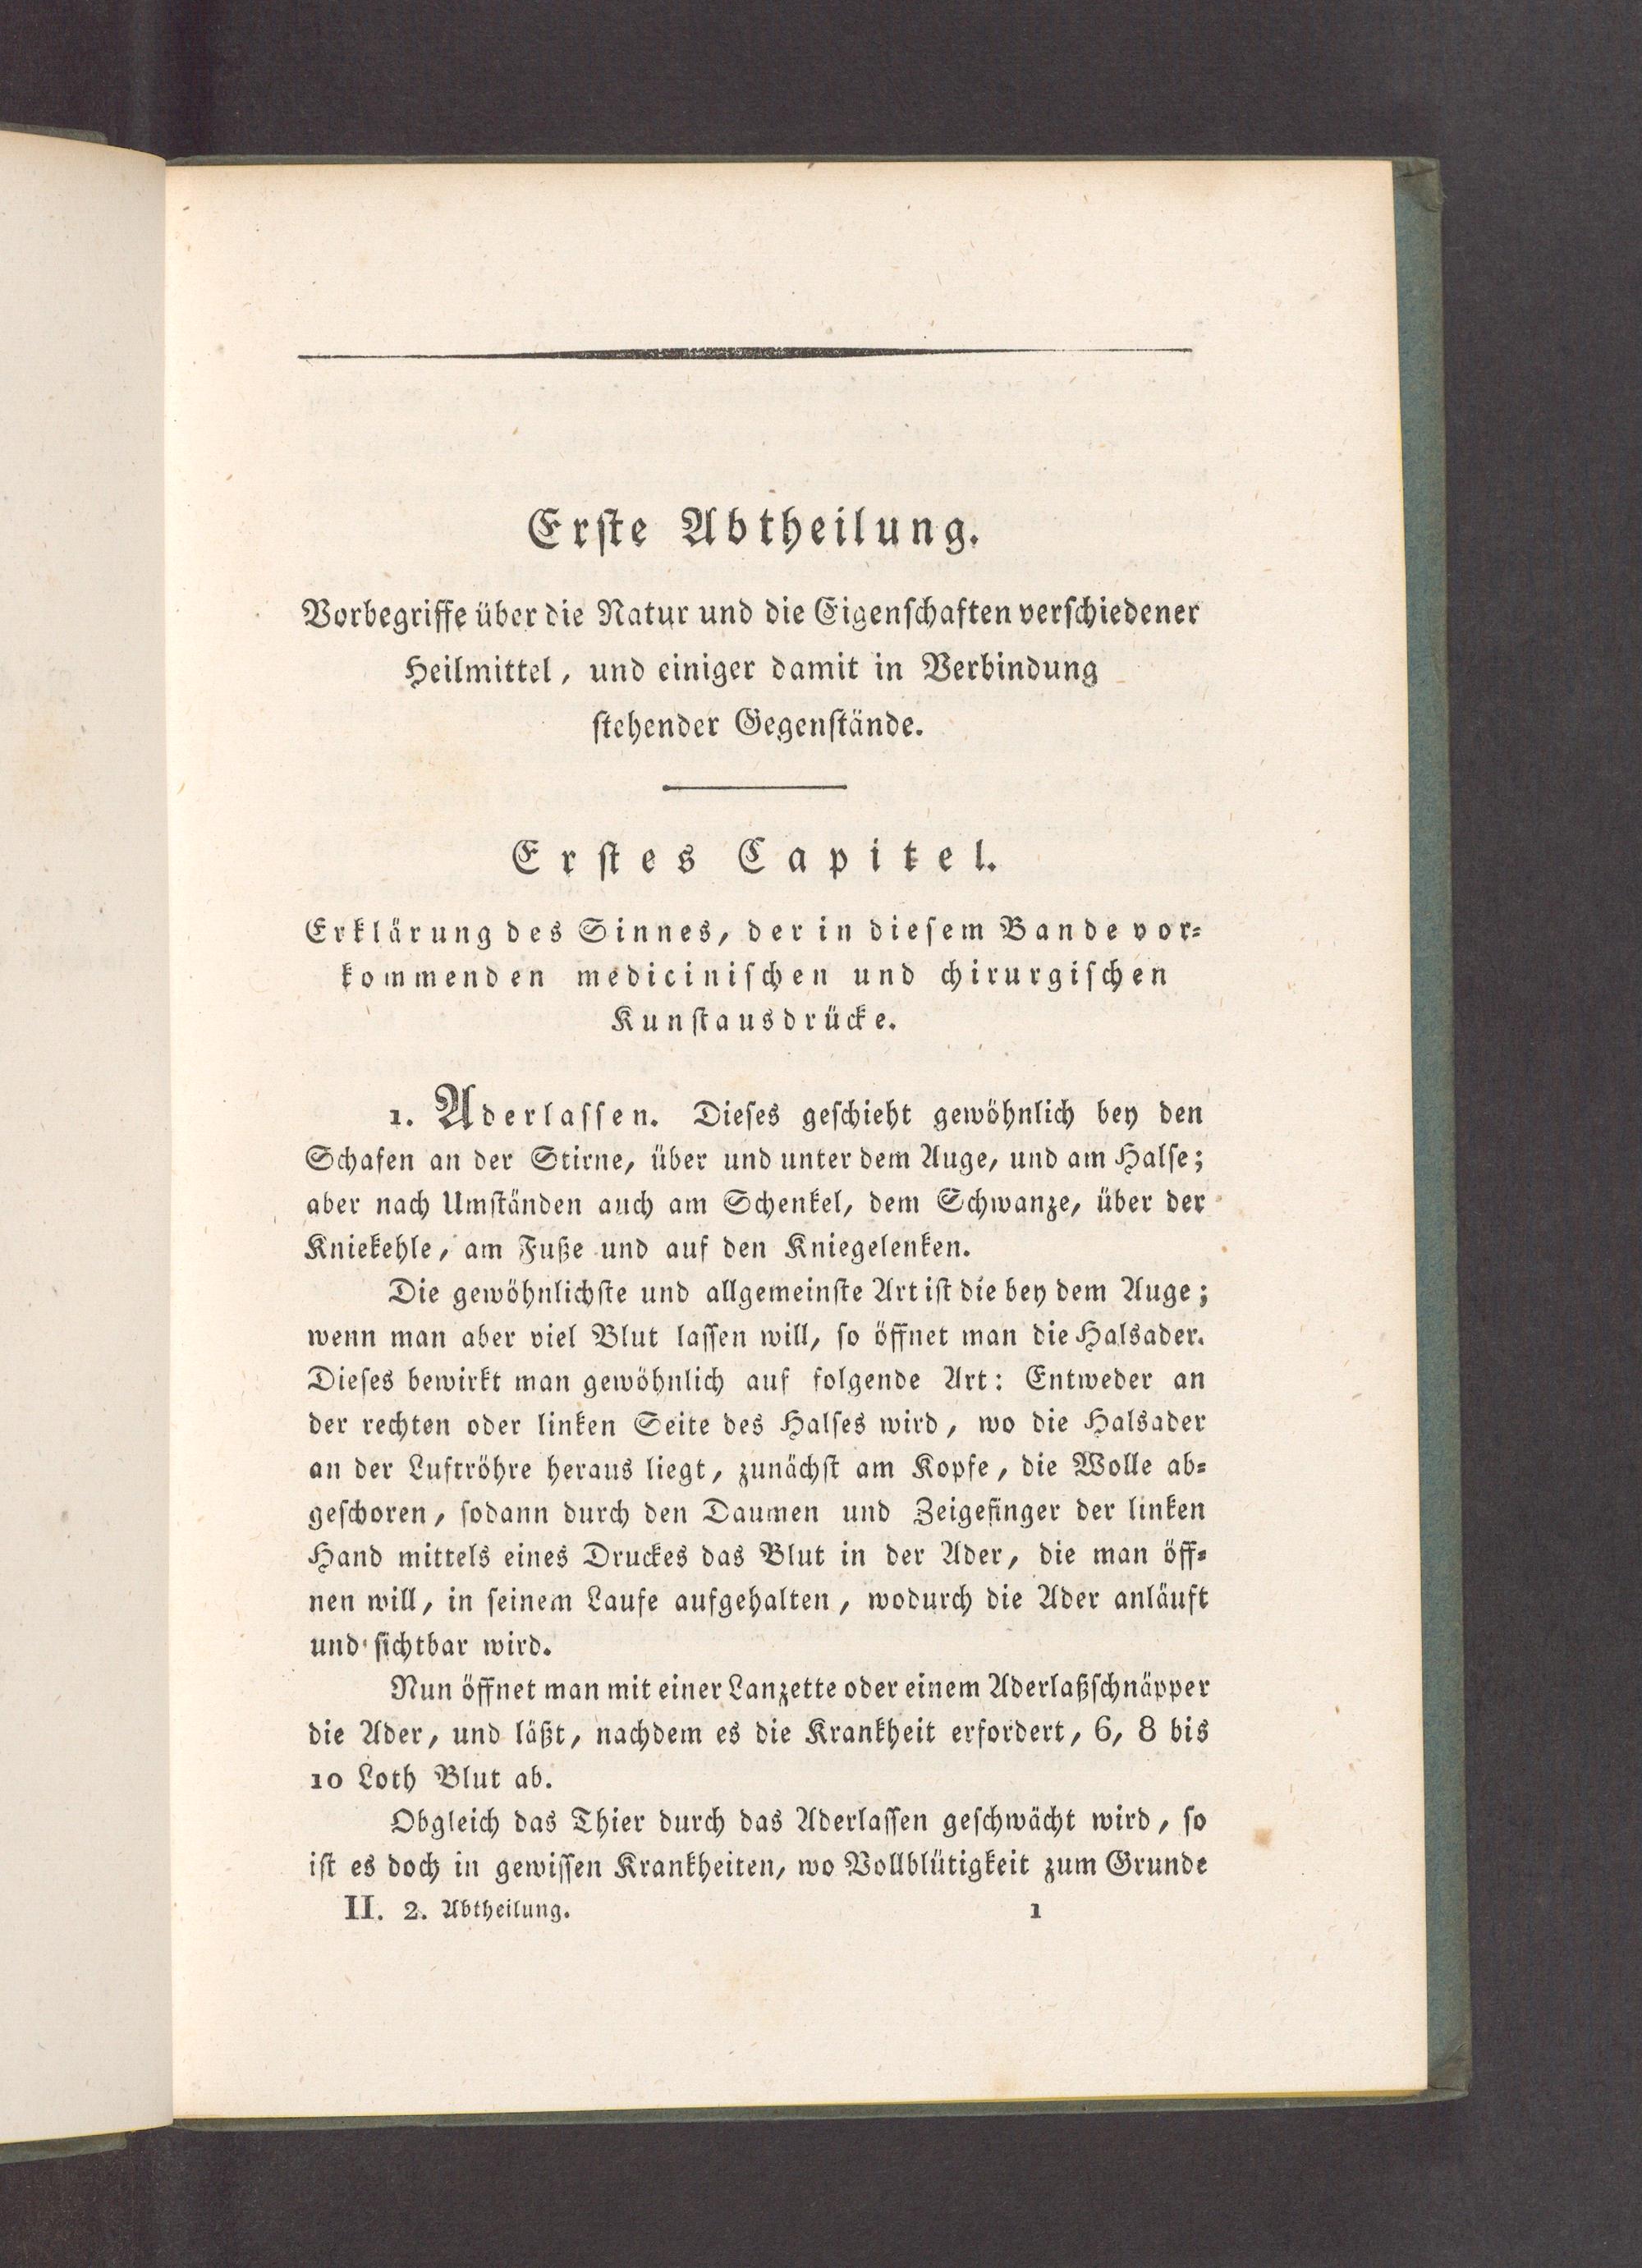 Erste Abtheilung.
Vorbegriffe über die Natur und die Eigenschaften verschiedener
Heilmittel, und einiger damit in Verbindung
stehender Gegenstände.
Erstes Capitel.
Erklärung des Sinnes, der in diesem Bande vor-
kommenden medicinischen und chirurgischen
Kunstausdrücke.
1. Aderlassen. Dieses geschieht gewöhnlich bey den
Schafen an der Stirne, über und unter dem Auge, und am Halse;
aber nach Umständen auch am Schenkel, dem Schwanze, über der
Kniekehle, am Fuße und auf den Kniegelenken.
Die gewöhnlichste und allgemeinste Art ist die bey dem Auge;
wenn man aber viel Blut lassen will, so öffnet man die Halsader.
Dieses bewirkt man gewöhnlich auf folgende Art: Entweder an
der rechten oder linken Seite des Halses wird, wo die Halsader
an der Luftröhre heraus liegt, zunächst am Kopfe, die Wolle ab-
geschoren, sodann durch den Daumen und Zeigefinger der linken
Hand mittels eines Druckes das Blut in der Ader, die man öff-
nen will, in seinem Laufe aufgehalten, wodurch die Ader anläuft
und sichtbar wird.
Nun öffnet man mit einer Lanzette oder einem Aderlaßschnäpper
die Ader, und läßt, nachdem es die Krankheit erfordert, 6, 8 bis
10 Loth Blut ab.
Obgleich das Thier durch das Aderlassen geschwächt wird, so
ist es doch in gewissen Krankheiten, wo Vollblütigkeit zum Grunde
II. 2. Abtheilung. 1